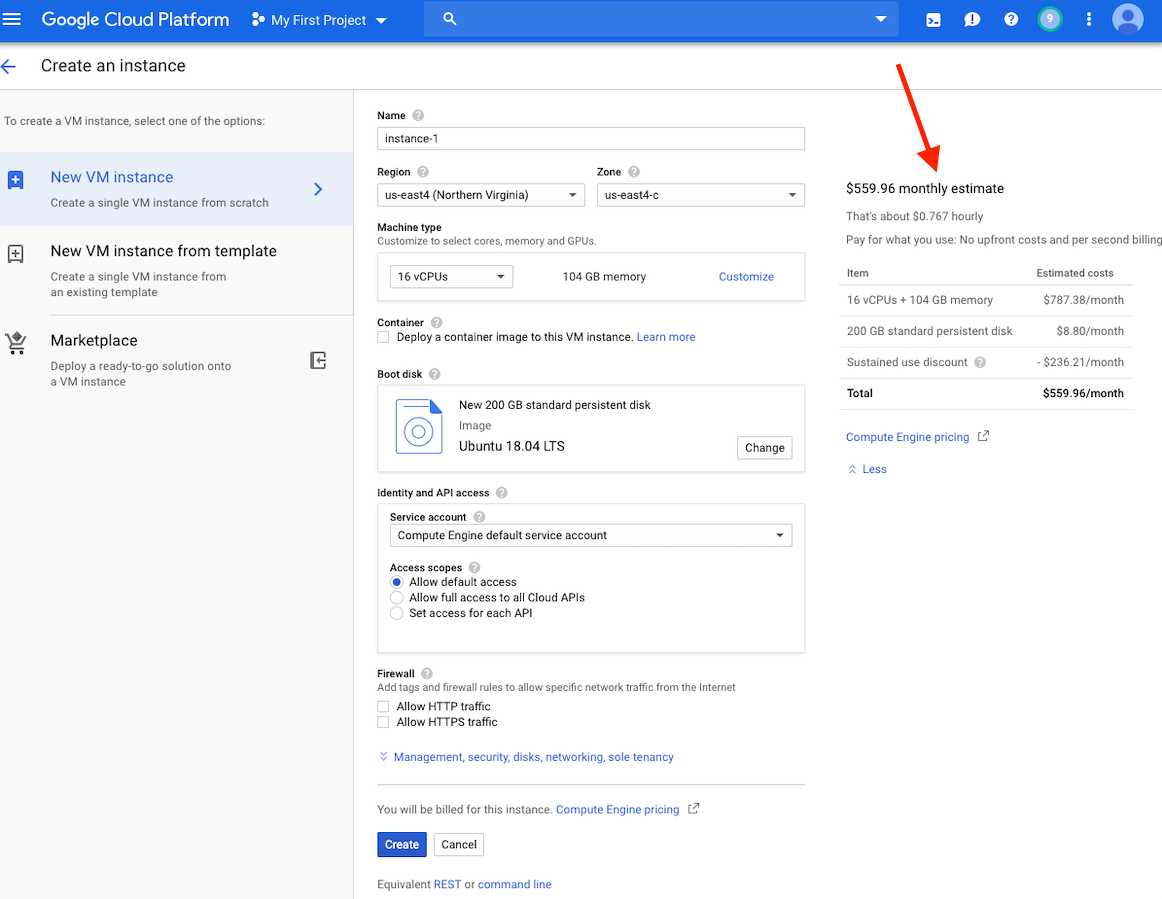 Google Cloud Platform
My First Project
9
Create an instance
To create a VM instance, select one of the options:
New VM instance
Create a single VM instance from scratch
New VM instance from template
Create a single VM instance from
an existing template
Marketplace
Deploy a ready-to-go solution onto
a VM instance
Name
instance-1
Region
Zone
us-east4 (Northern Virginia)
us-east4-c
Machine type
Customize to select cores, memory and GPUs.
16 vCPUs
104 GB memory
Customize
Container
Deploy a container image to this VM instance. Learn more
Boot disk
New 200 GB standard persistent disk
Image
Ubuntu 18.04 LTS
Change
Identity and API access
Service account
Compute Engine default service account
Access scopes
Allow default access
Allow full access to all Cloud APIs
Set access for each API
Firewall
Add tags and firewall rules to allow specific network traffic from the Internet
Allow HTTP traffic
Allow HTTPS traffic
Management, security, disks, networking, sole tenancy
You will be billed for this instance. Compute Engine pricing
Create
Cancel
Equivalent REST or command line
$559.96 monthly estimate
That's about $0.767 hourly
Pay for what you use: No upfront costs and per second billing
Item Estimated costs
16 vCPUs + 104 GB memory $787.38/month
200 GB standard persistent disk $8.80/month
Sustained use discount - $236.21/month
Total $559.96/month
Compute Engine pricing
Less